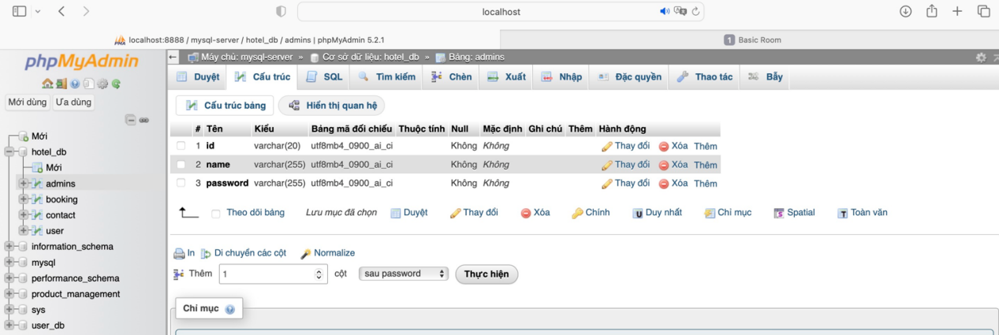 localhost
localhost:8888 / mysql-server / hotel_db / admins | phpMyAdmin 5.2.1
1 Basic Room
phpMyAdmin
Máy chủ: mysql-server » Cơ sở dữ liệu: hotel_db » Bảng: admins
Duyệt Cấu trúc SQL Tìm kiếm Chèn Xuất Nhập Đặc quyền Thao tác Bẫy
Mới dùng Ưa dùng
Mới
hotel_db
Mới
admins
booking
contact
user
information_schema
mysql
performance_schema
product_management
sys
user_db
Cấu trúc bảng Hiển thị quan hệ
# Tên Kiểu Bảng mã đối chiếu Thuộc tính Null Mặc định Ghi chú Thêm Hành động
1 id varchar(20) utf8mb4_0900_ai_ci Không Không Thay đổi Xóa Thêm
2 name varchar(255) utf8mb4_0900_ai_ci Không Không Thay đổi Xóa Thêm
3 password varchar(255) utf8mb4_0900_ai_ci Không Không Thay đổi Xóa Thêm
Theo dõi bảng Lưu mục đã chọn Duyệt Thay đổi Xóa Chính Duy nhất Chỉ mục Spatial Toàn văn
In Di chuyển các cột Normalize
Thêm 1 cột sau password Thực hiện
Chỉ mục